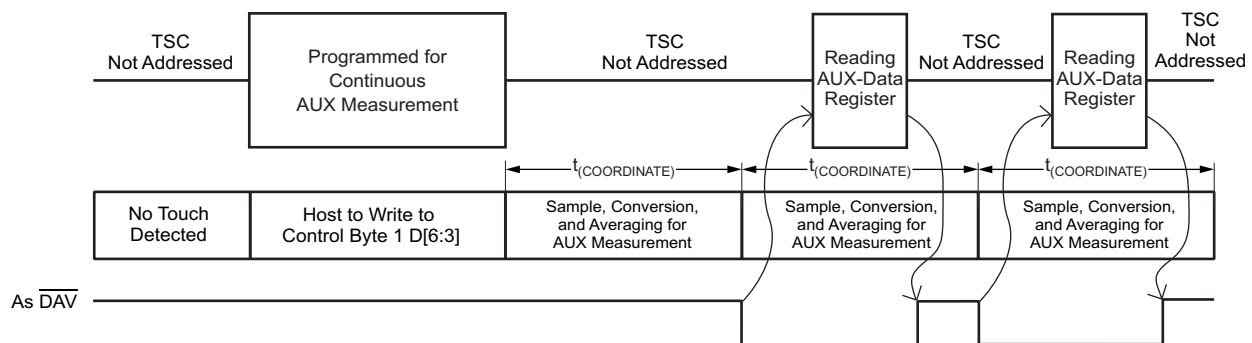 TSC
Not Addressed
Programmed for
Continuous
AUX Measurement
TSC
Not Addressed
Reading
AUX-Data
Register
TSC
Not Addressed
Reading
AUX-Data
Register
TSC
Not
Addressed
t(COORDINATE)
t(COORDINATE)
t(COORDINATE)
No Touch
Detected
Host to Write to
Control Byte 1 D[6:3]
Sample, Conversion,
and Averaging for
AUX Measurement
Sample, Conversion,
and Averaging for
AUX Measurement
Sample, Conversion,
and Averaging for
AUX Measurement
As DAV